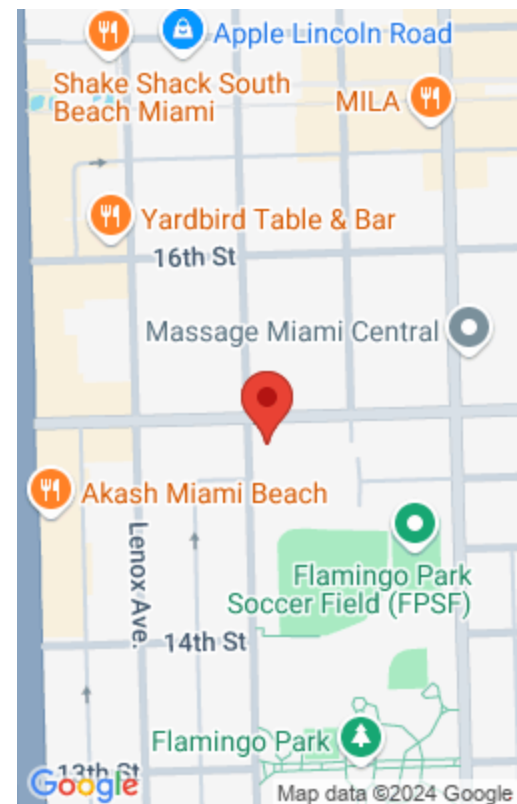 Apple Lincoln Road
Shake Shack South
Beach Miami
MILA
Yardbird Table & Bar
16th St
Massage Miami Central
Akash Miami Beach
Lenox Ave.
Flamingo Park
Soccer Field (FPSF)
14th St
Flamingo Park
13th St
Google
Map data ©2024 Google